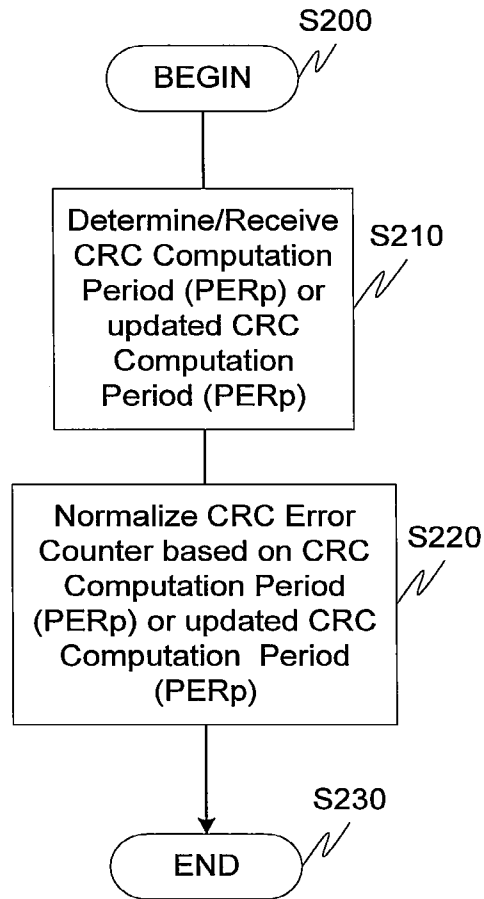 S200
BEGIN
Determine/Receive
CRC Computation
Period (PERp) or
updated CRC
Computation
Period (PERp)
S210
Normalize CRC Error
Counter based on CRC
Computation Period
(PERp) or updated CRC
Computation Period
(PERp)
S220
S230
END